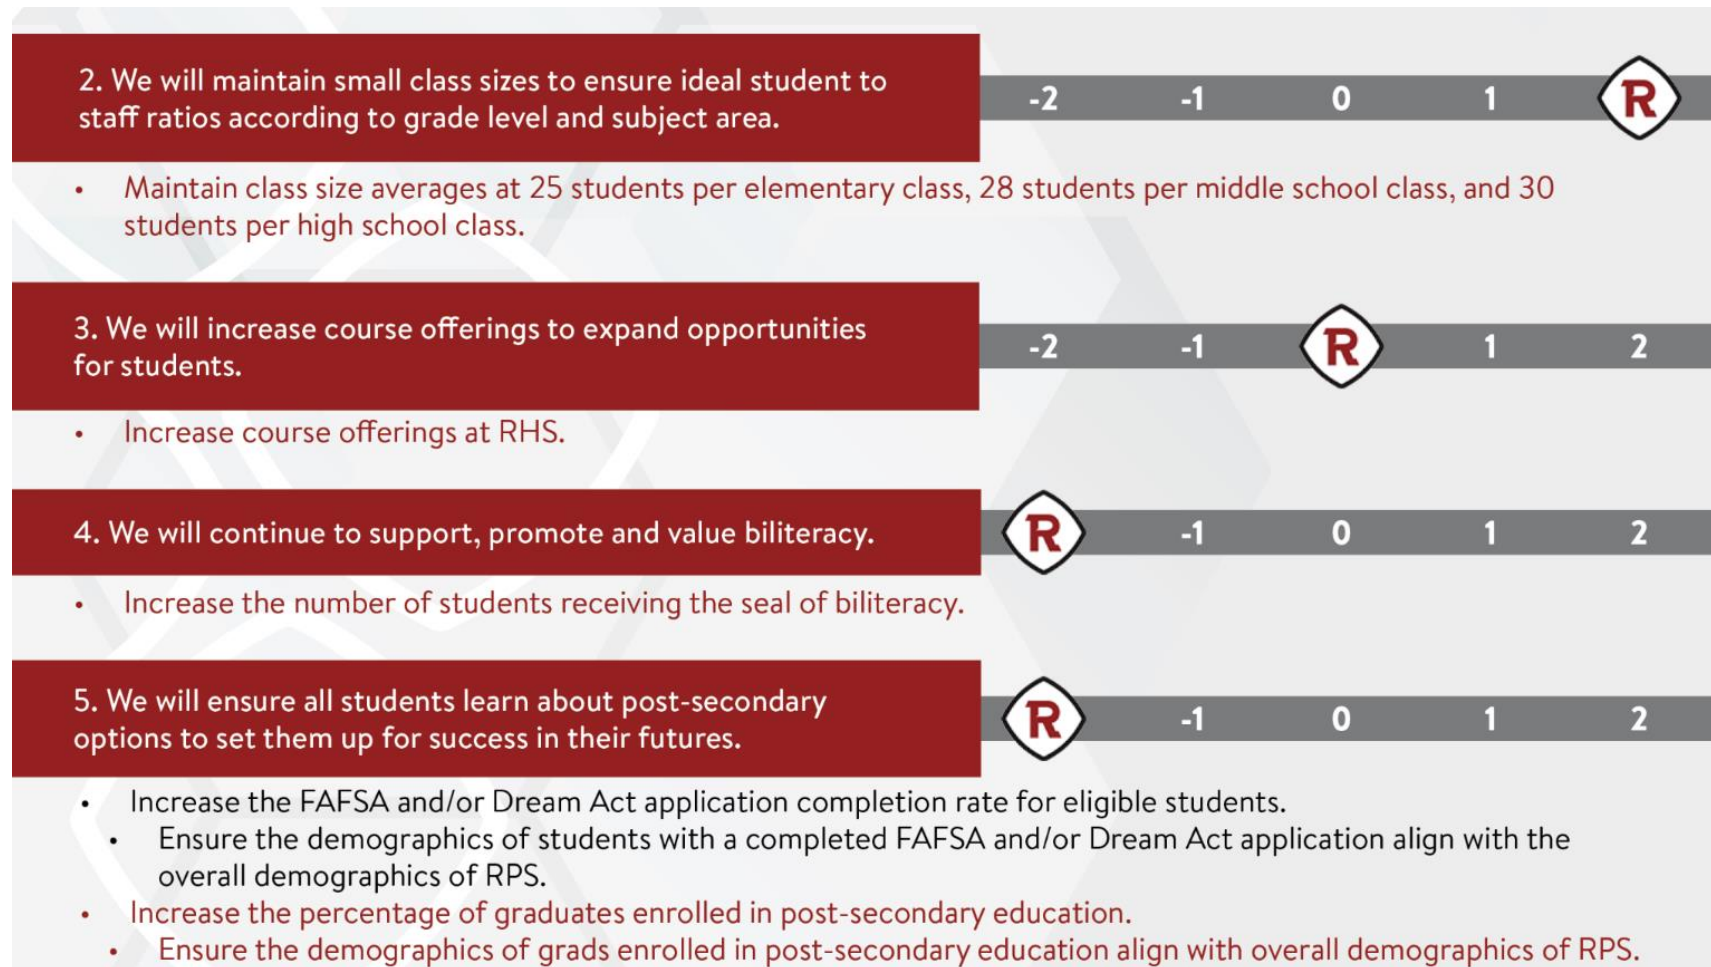 2. We will maintain small class sizes to ensure ideal student to
staff ratios according to grade level and subject area.
-2 -1 0 1 R
• Maintain class size averages at 25 students per elementary class, 28 students per middle school class, and 30
students per high school class.
3. We will increase course offerings to expand opportunities
for students.
-2 -1 R 1 2
• Increase course offerings at RHS.
4. We will continue to support, promote and value biliteracy.
R -1 0 1 2
• Increase the number of students receiving the seal of biliteracy.
5. We will ensure all students learn about post-secondary
options to set them up for success in their futures.
R -1 0 1 2
• Increase the FAFSA and/or Dream Act application completion rate for eligible students.
• Ensure the demographics of students with a completed FAFSA and/or Dream Act application align with the
overall demographics of RPS.
• Increase the percentage of graduates enrolled in post-secondary education.
• Ensure the demographics of grads enrolled in post-secondary education align with overall demographics of RPS.